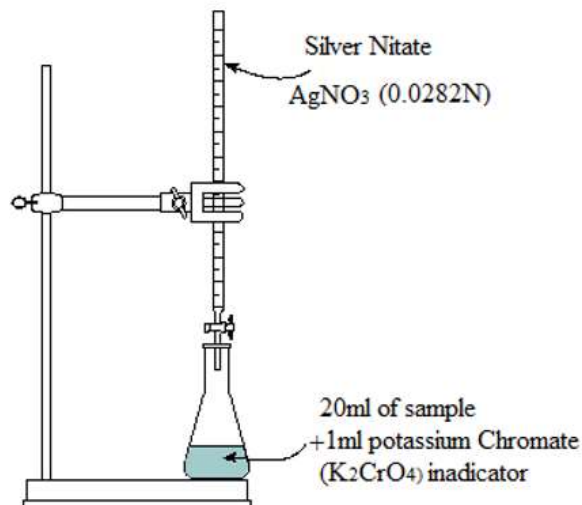 Silver Nitate
AgNO3 (0.0282N)
20ml of sample
+1ml potassium Chromate
(K2CrO4) inadicator